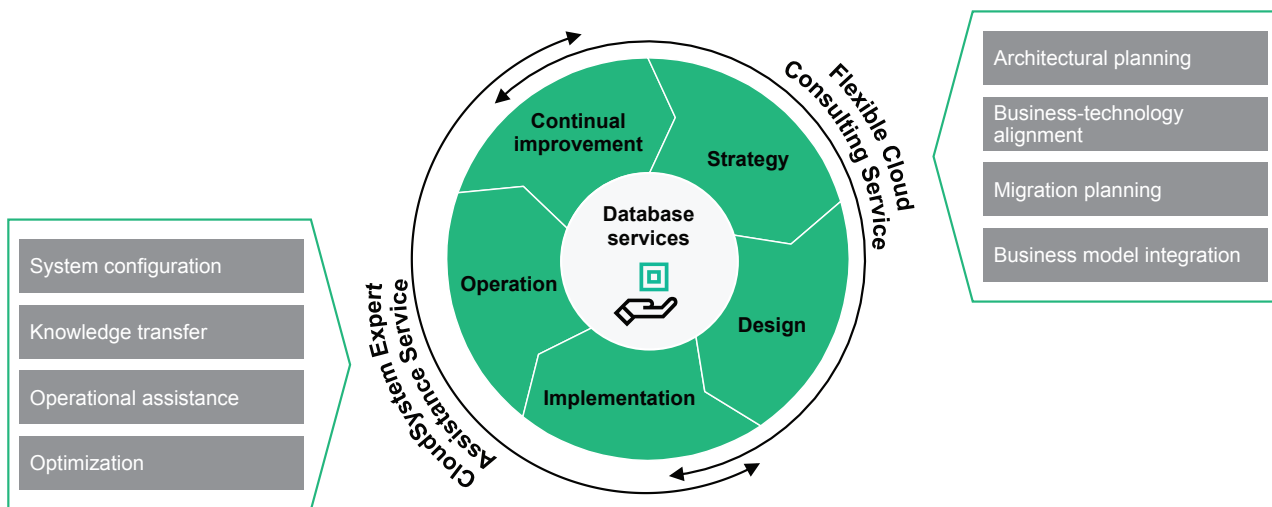 Continual
improvement
Strategy
Design
Implementation
Operation
Database
services
Flexible Cloud
Consulting Service
CloudSystem Expert
Assistance Service
System configuration
Knowledge transfer
Operational assistance
Optimization
Architectural planning
Business-technology
alignment
Migration planning
Business model integration